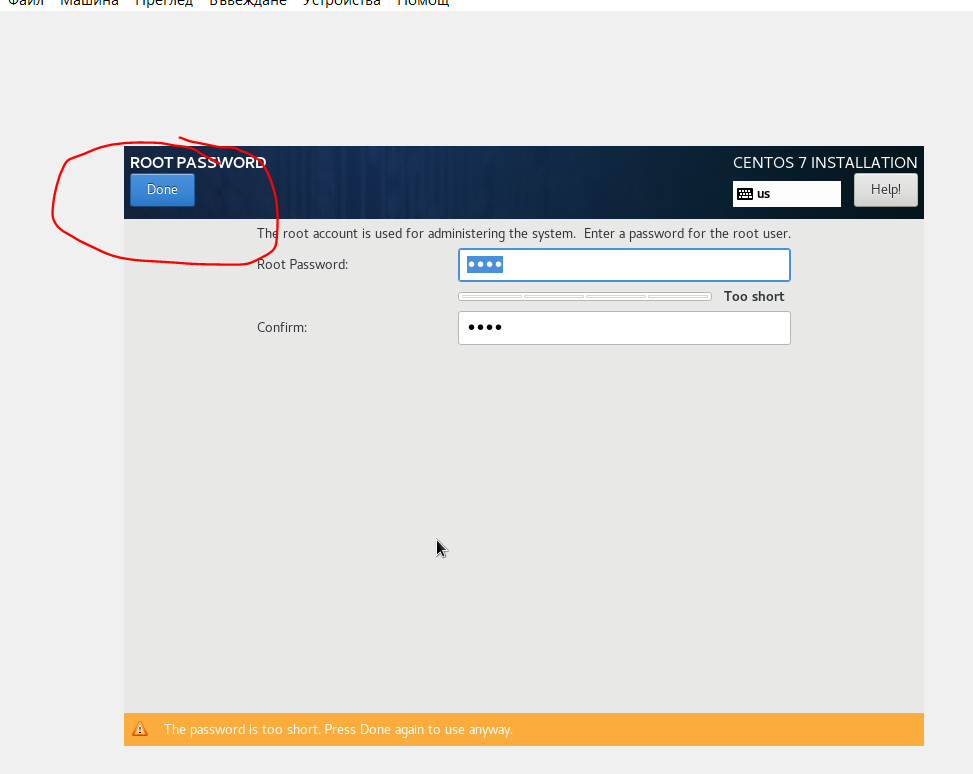 Файл Машина Преглед Въвеждане Устройства Помощ
ROOT PASSWORD
CENTOS 7 INSTALLATION
Done
us
Help!
The root account is used for administering the system.  Enter a password for the root user.
Root Password:
••••
Too short
Confirm:
••••
The password is too short. Press Done again to use anyway.